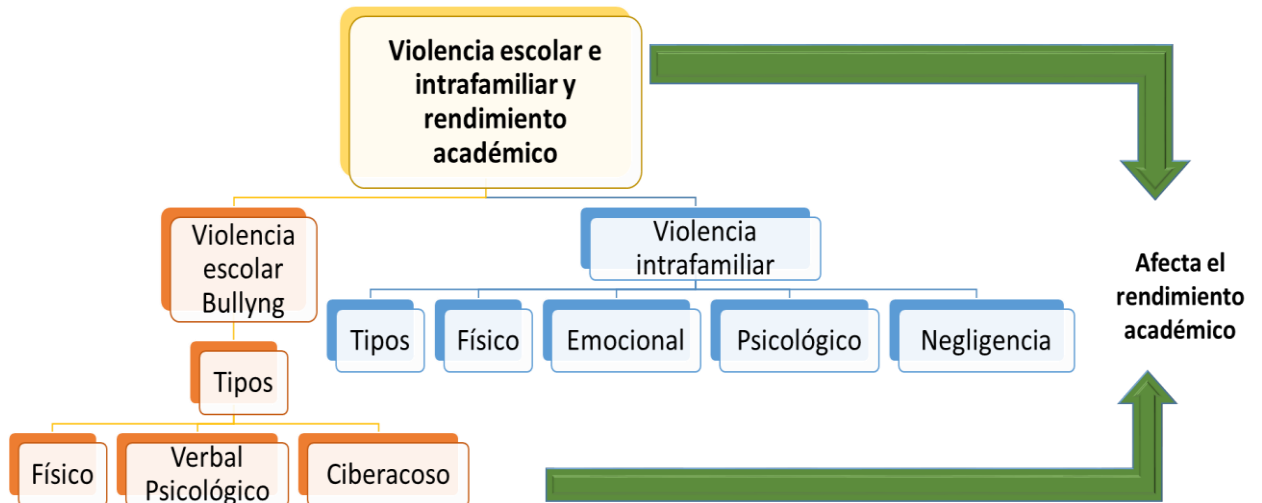 Violencia escolar e
intrafamiliar y
rendimiento
académico
Violencia
escolar
Bullyng
Violencia
intrafamiliar
Afecta el
rendimiento
académico
Tipos
Físico
Emocional
Psicológico
Negligencia
Tipos
Físico
Verbal
Psicológico
Ciberacoso